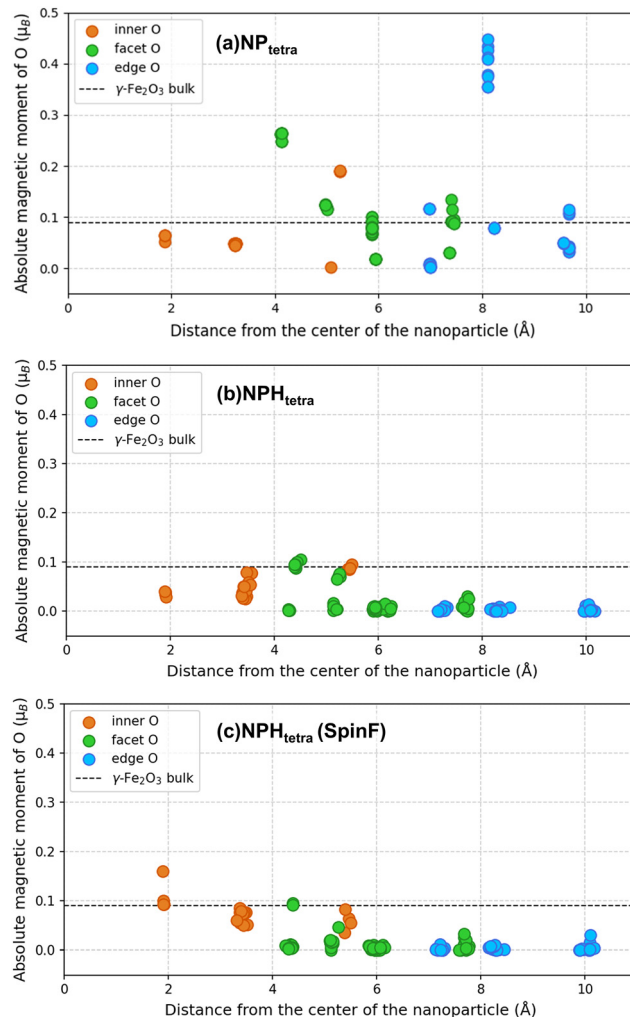 Absolute magnetic moment of O (μB)
0.5
0.4
0.3
0.2
0.1
0.0
inner O
facet O
edge O
γ-Fe2O3 bulk
(a)NPtetra
0 2 4 6 8 10
Distance from the center of the nanoparticle (Å)
Absolute magnetic moment of O (μB)
0.5
0.4
0.3
0.2
0.1
0.0
inner O
facet O
edge O
γ-Fe2O3 bulk
(b)NPHtetra
0 2 4 6 8 10
Distance from the center of the nanoparticle (Å)
Absolute magnetic moment of O (μB)
0.5
0.4
0.3
0.2
0.1
0.0
inner O
facet O
edge O
γ-Fe2O3 bulk
(c)NPHtetra (SpinF)
0 2 4 6 8 10
Distance from the center of the nanoparticle (Å)